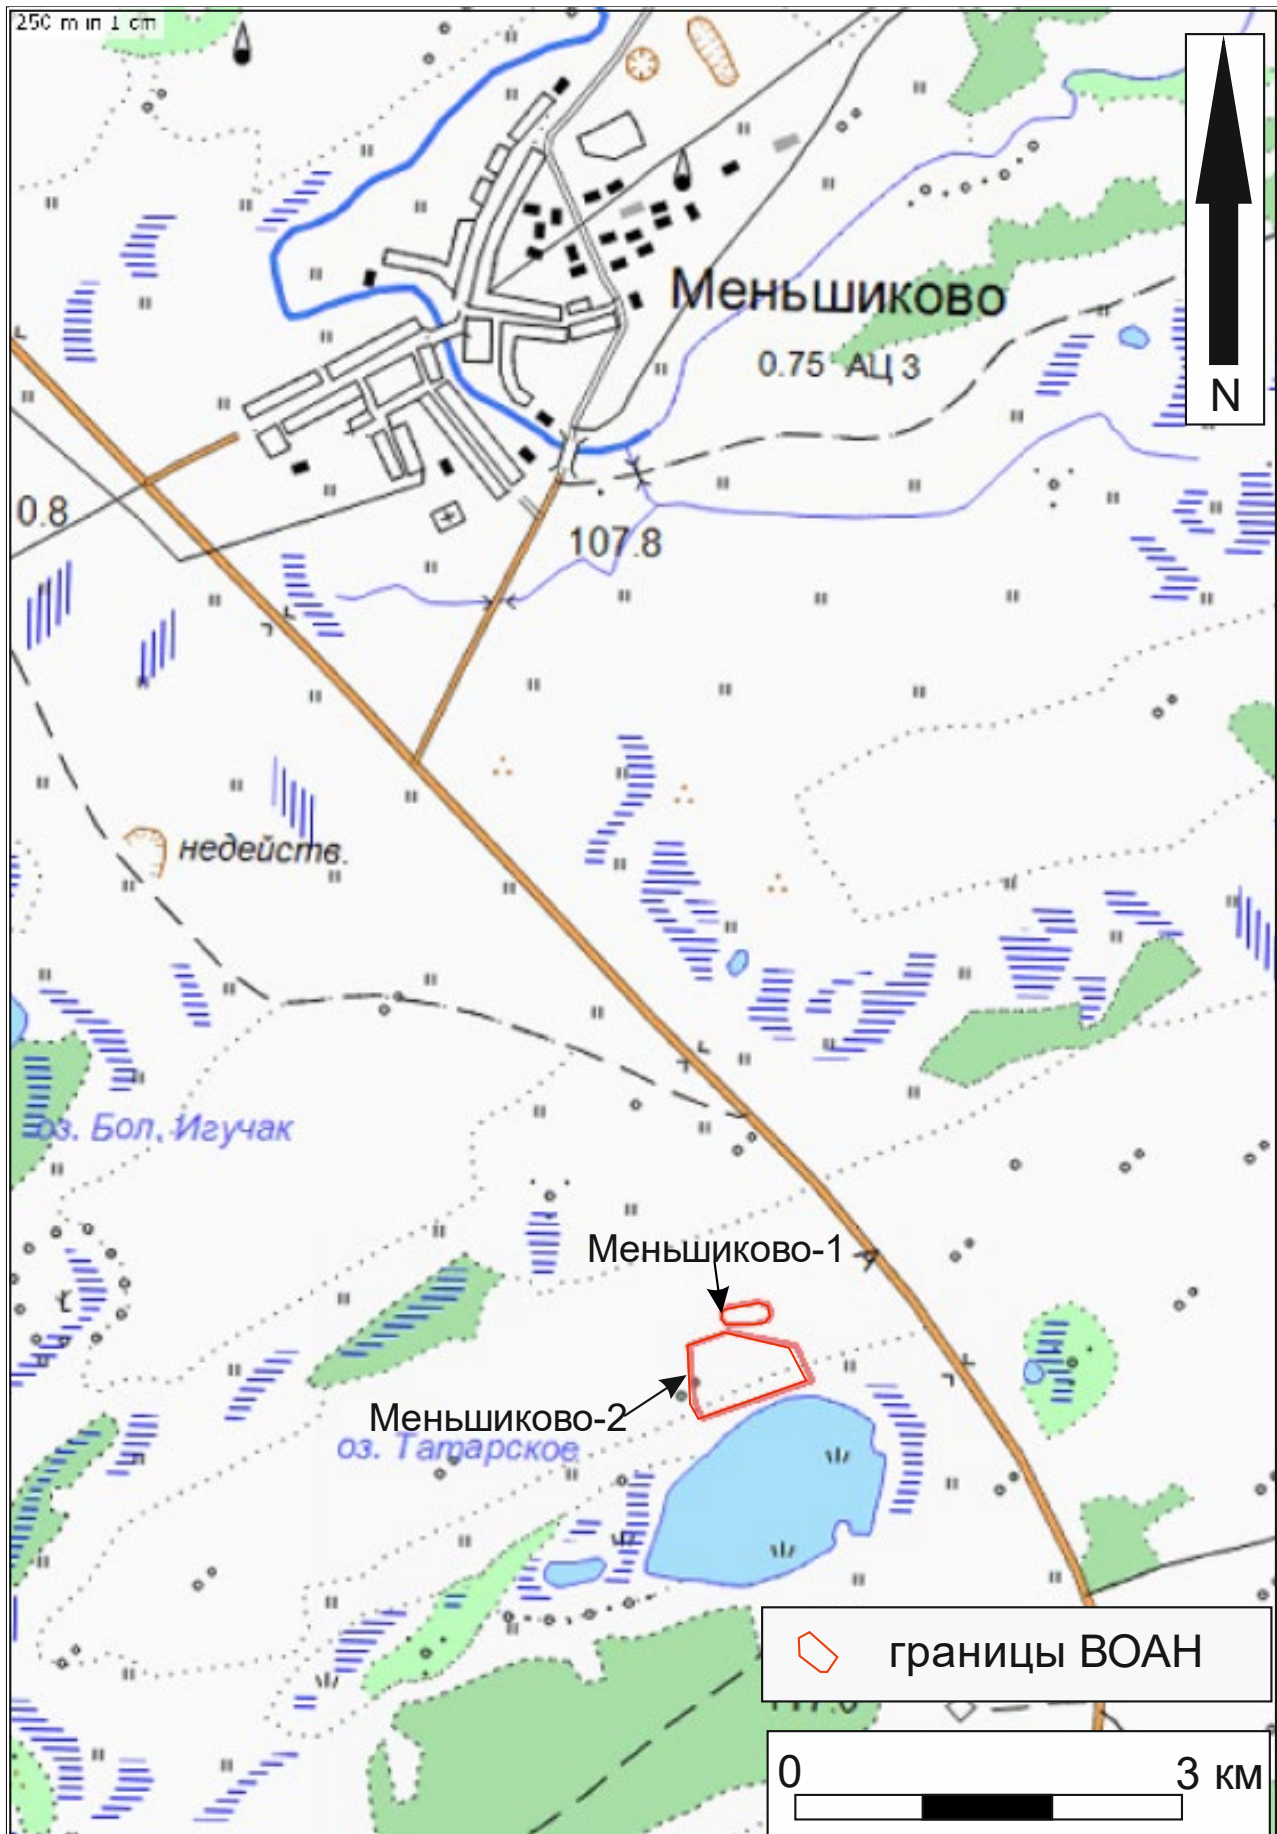 250 m in 1 cm
N
Меньшиково
0.75 АЦ 3
0.8
107.8
недейств.
оз. Бол. Игучак
Меньшиково-1
Меньшиково-2
оз. Татарское
границы ВОАН
0 3 км